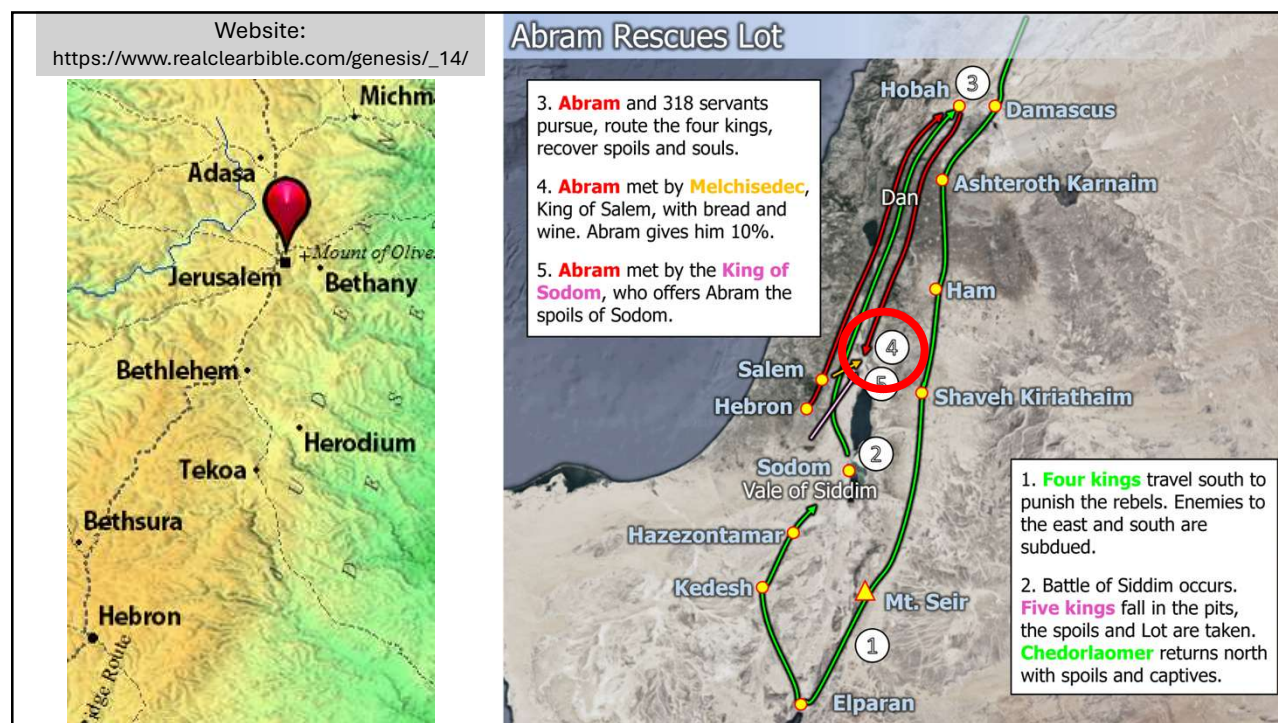 Website:
https://www.realclearbible.com/genesis/_14/
Adasa
Jerusalem
Mount of Olive
Bethany
Bethlehem
Herodium
Tekoa
Bethsura
Hebron
Abram Rescues Lot
3. Abram and 318 servants
pursue, route the four kings,
recover spoils and souls.
4. Abram met by Melchisedec,
King of Salem, with bread and
wine. Abram gives him 10%.
5. Abram met by the King of
Sodom, who offers Abram the
spoils of Sodom.
Hobah
3
Damascus
Ashteroth Karnaim
Dan
Ham
4
Salem
5
Hebron
Shaveh Kiriathaim
2
Sodom
Vale of Siddim
Hazezontamar
Kedesh
Mt. Seir
1
Elparan
1. Four kings travel south to
punish the rebels. Enemies to
the east and south are
subdued.
2. Battle of Siddim occurs.
Five kings fall in the pits,
the spoils and Lot are taken.
Chedorlaomer returns north
with spoils and captives.